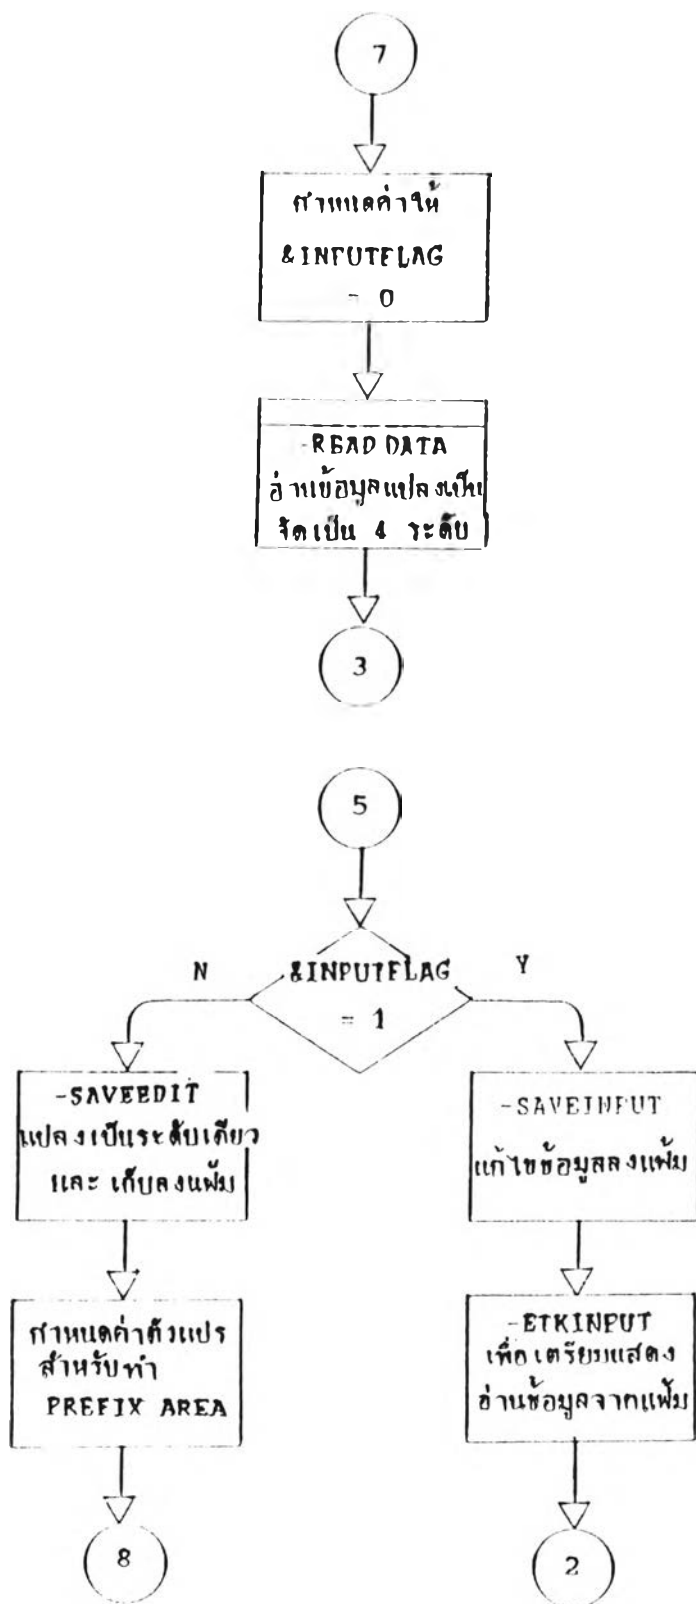 7
กำหนดค่าให้
&INPUTFLAG
= 0
-READ DATA
อ่านข้อมูลแปลงเป็น
จัดเป็น 4 ระดับ
3
5
N
&INPUTFLAG
Y
= 1
-SAVEEDIT
แปลงเป็นระดับเดียว
และ เก็บลงแฟ้ม
-SAVEINPUT
แก้ไขข้อมูลลงแฟ้ม
กำหนดค่าตัวแปร
สำหรับทำ
PREFIX AREA
-ETKINPUT
เพื่อเตรียมแสดง
อ่านข้อมูลจากแฟ้ม
8
2